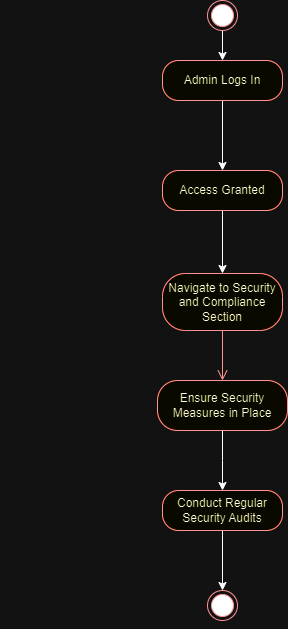 Admin Logs In
Access Granted
Navigate to Security
and Compliance
Section
Ensure Security
Measures in Place
Conduct Regular
Security Audits